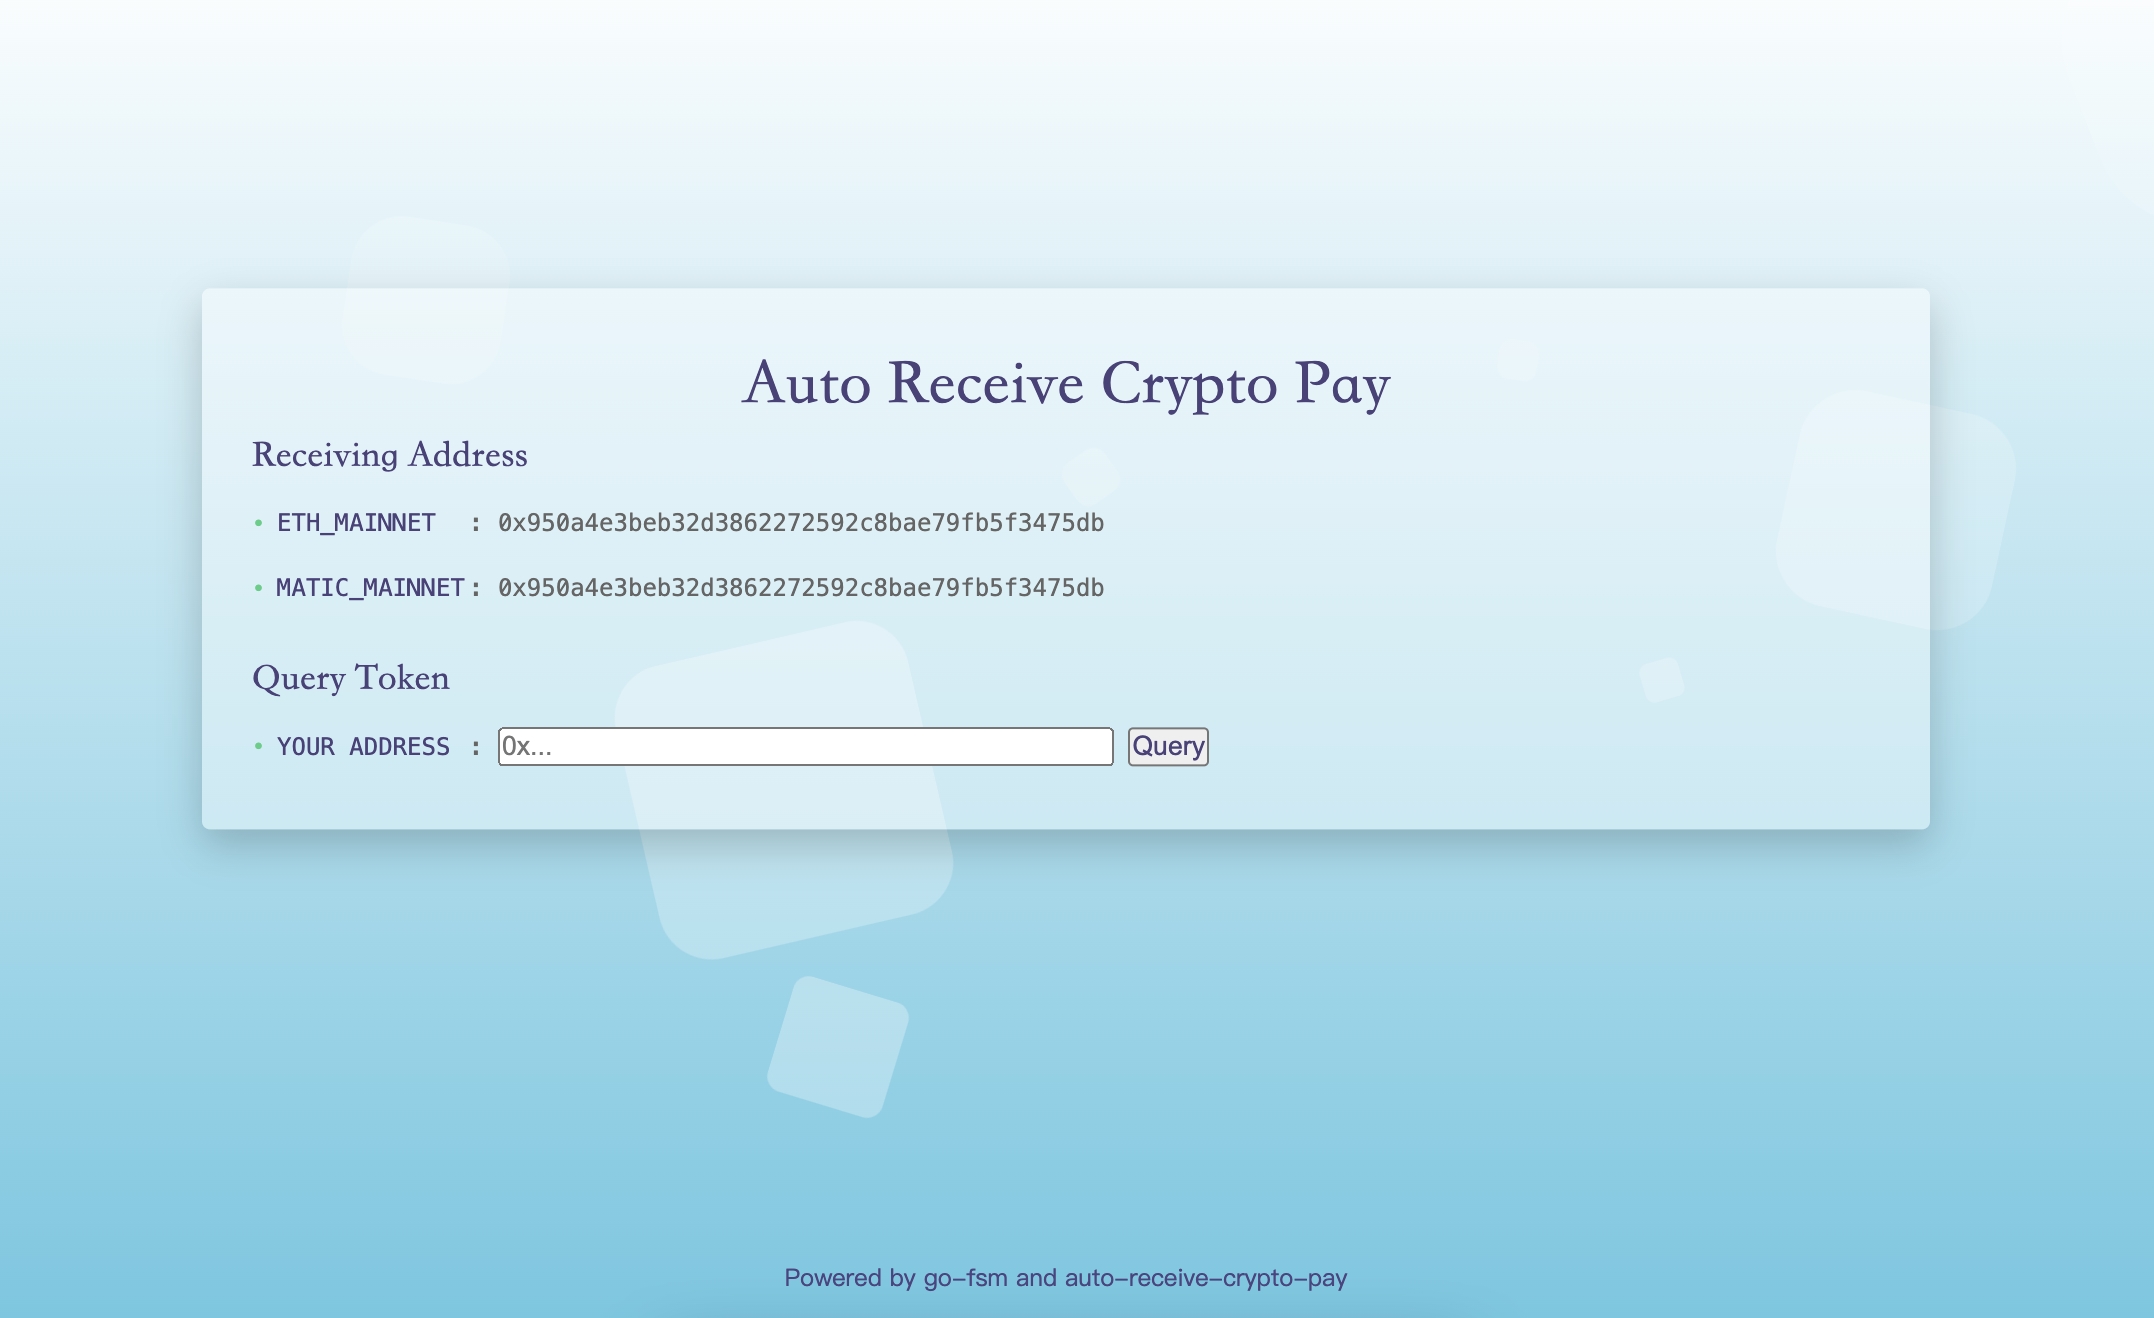 Auto Receive Crypto Pay
Receiving Address
• ETH_MAINNET : 0x950a4e3beb32d3862272592c8bae79fb5f3475db
• MATIC_MAINNET : 0x950a4e3beb32d3862272592c8bae79fb5f3475db
Query Token
• YOUR ADDRESS : 0x... Query
Powered by go-fsm and auto-receive-crypto-pay